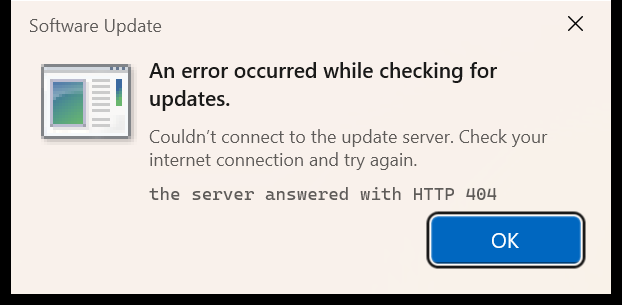 Software Update
An error occurred while checking for
updates.
Couldn’t connect to the update server. Check your
internet connection and try again.
the server answered with HTTP 404
OK